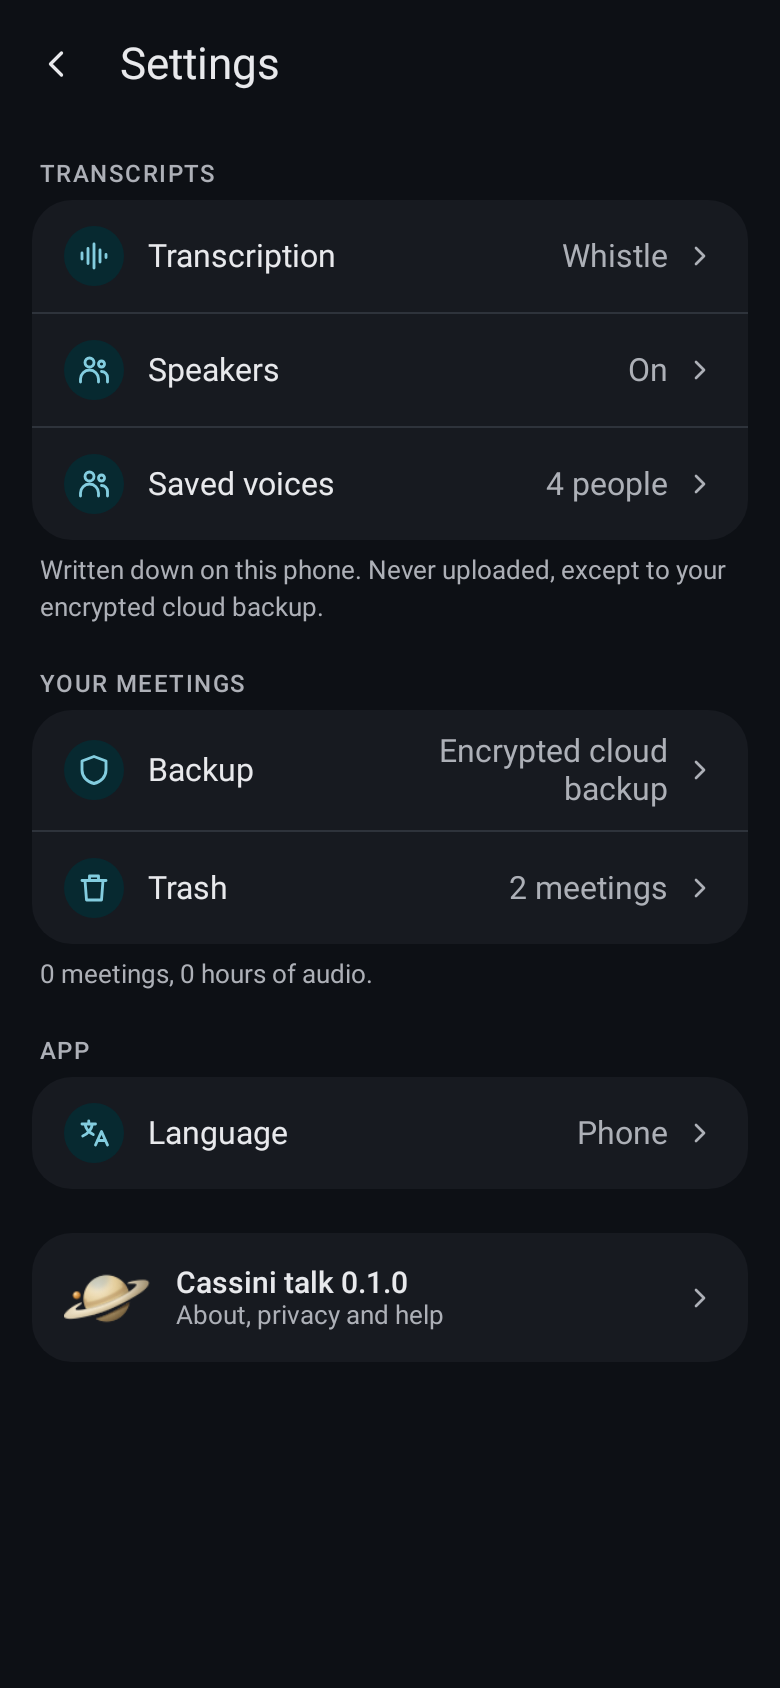 Settings
TRANSCRIPTS
Transcription
Whistle
Speakers
On
Saved voices
4 people
Written down on this phone. Never uploaded, except to your
encrypted cloud backup.
YOUR MEETINGS
Backup
Encrypted cloud
backup
Trash
2 meetings
0 meetings, 0 hours of audio.
APP
Language
Phone
Cassini talk 0.1.0
About, privacy and help